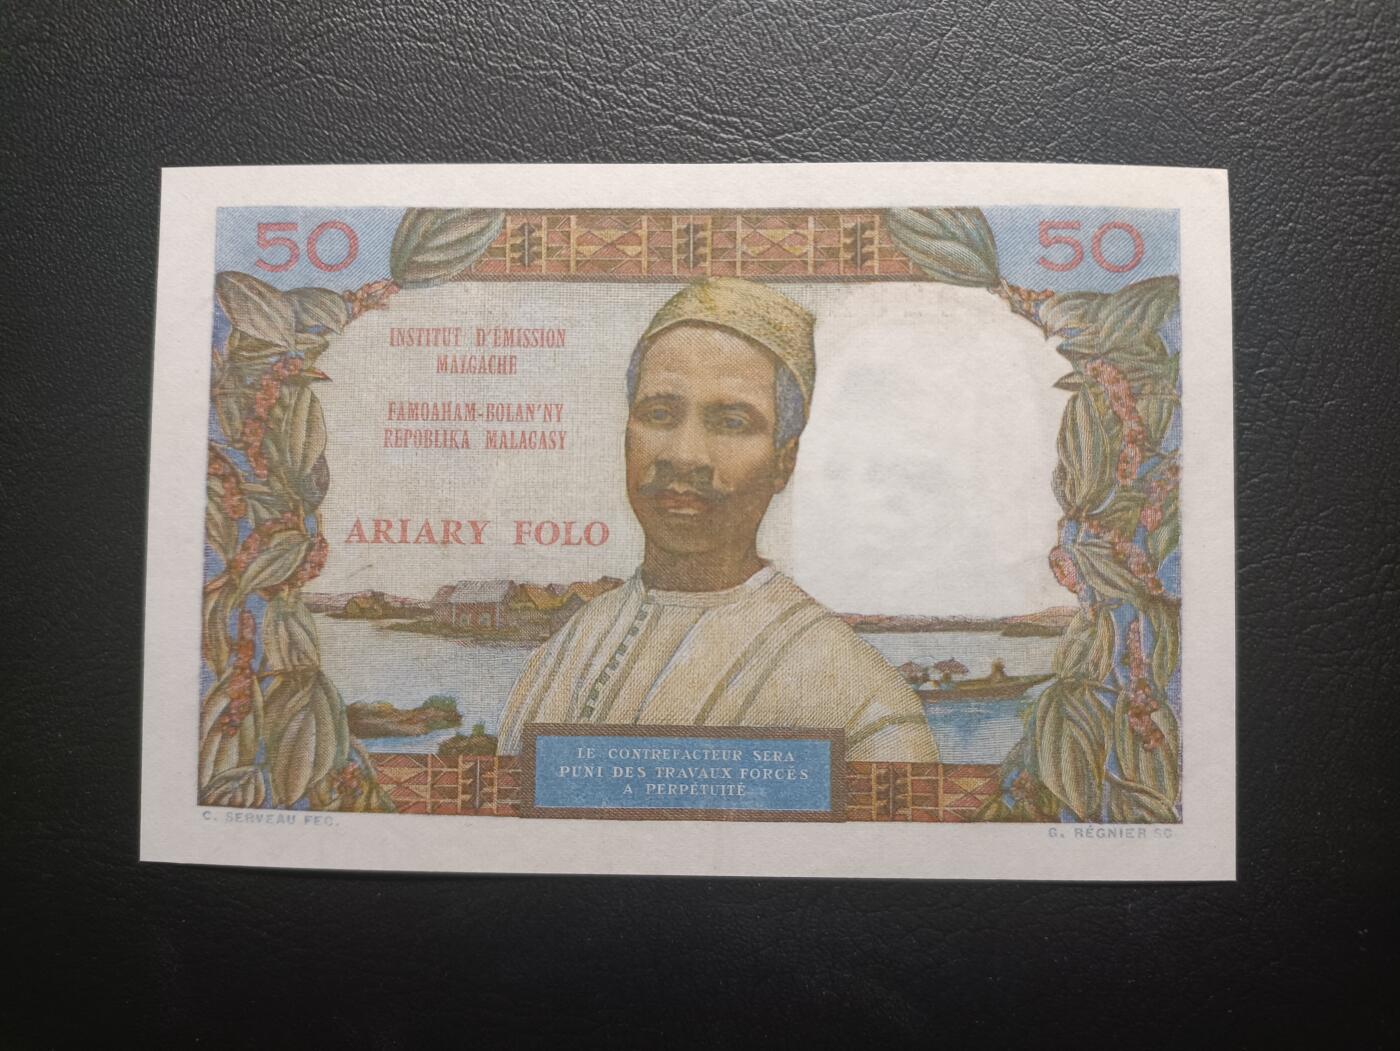 50
50
INSTITUT D'ÉMISSION
MALGACHE
FAMOAHAM-BOLAN'NY
REPOBLIKA MALAGASY
ARIARY FOLO
LE CONTREFACTEUR SERA
PUNI DES TRAVAUX FORCÉS
A PERPÉTUITÉ
C. SERVEAU FEC.
G. RÉGNIER SC.